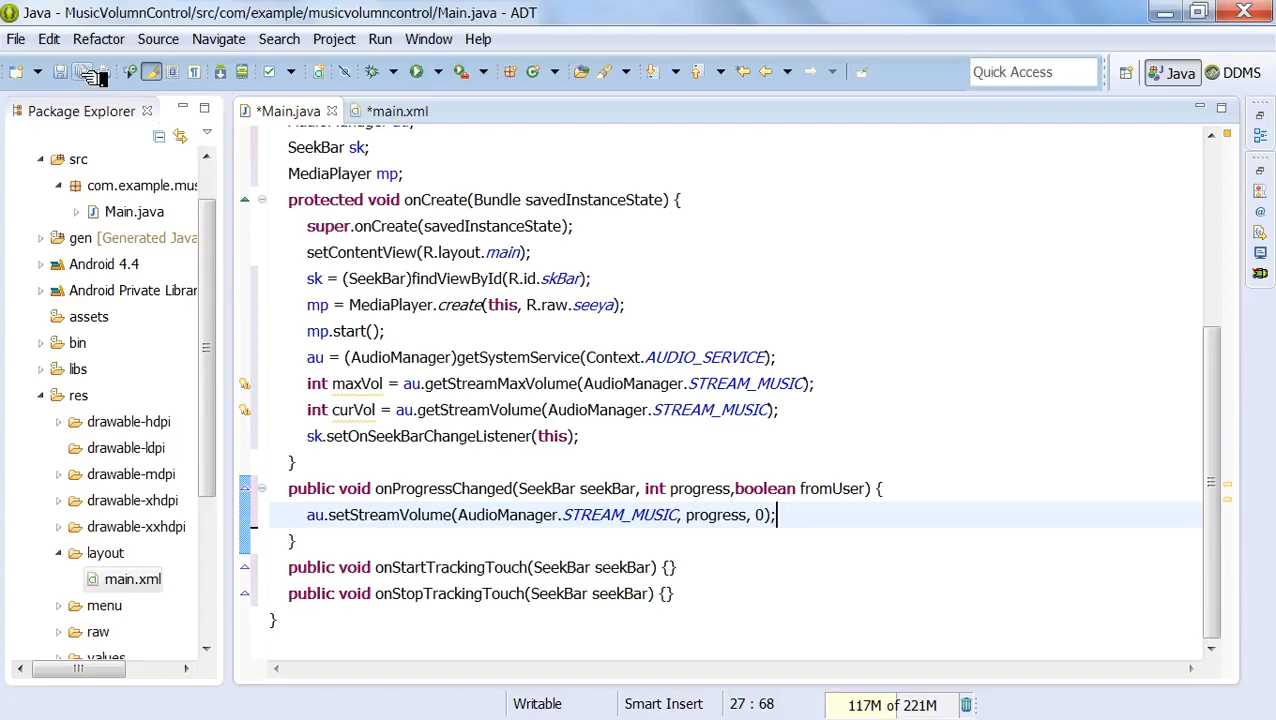 Java - MusicVolumnControl/src/com/example/musicvolumncontrol/Main.java - ADT
File Edit Refactor Source Navigate Search Project Run Window Help
Quick Access
Java
DDMS
Package Explorer
src
com.example.mus
Main.java
gen [Generated Java
Android 4.4
Android Private Librar
assets
bin
libs
res
drawable-hdpi
drawable-ldpi
drawable-mdpi
drawable-xhdpi
drawable-xxhdpi
layout
main.xml
menu
raw
values
*Main.java
*main.xml
AudioManager au;
SeekBar sk;
MediaPlayer mp;
protected void onCreate(Bundle savedInstanceState) {
super.onCreate(savedInstanceState);
setContentView(R.layout.main);
sk = (SeekBar)findViewById(R.id.skBar);
mp = MediaPlayer.create(this, R.raw.seeya);
mp.start();
au = (AudioManager)getSystemService(Context.AUDIO_SERVICE);
int maxVol = au.getStreamMaxVolume(AudioManager.STREAM_MUSIC);
int curVol = au.getStreamVolume(AudioManager.STREAM_MUSIC);
sk.setOnSeekBarChangeListener(this);
}
public void onProgressChanged(SeekBar seekBar, int progress,boolean fromUser) {
au.setStreamVolume(AudioManager.STREAM_MUSIC, progress, 0);
}
public void onStartTrackingTouch(SeekBar seekBar) {}
public void onStopTrackingTouch(SeekBar seekBar) {}
}
Writable
Smart Insert
27 : 68
117M of 221M